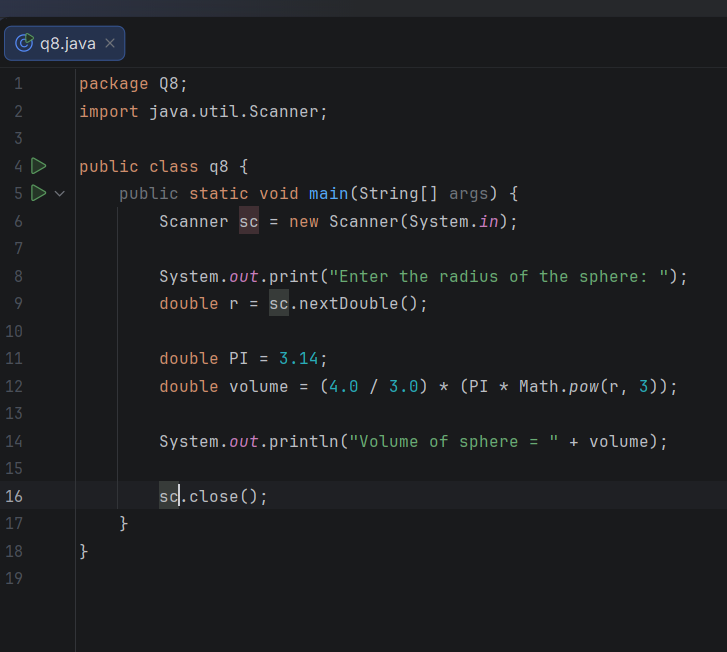 q8.java
1 package Q8;
2 import java.util.Scanner;
3
4 public class q8 {
5     public static void main(String[] args) {
6         Scanner sc = new Scanner(System.in);
7
8         System.out.print("Enter the radius of the sphere: ");
9         double r = sc.nextDouble();
10
11         double PI = 3.14;
12         double volume = (4.0 / 3.0) * (PI * Math.pow(r, 3));
13
14         System.out.println("Volume of sphere = " + volume);
15
16         sc.close();
17     }
18 }
19